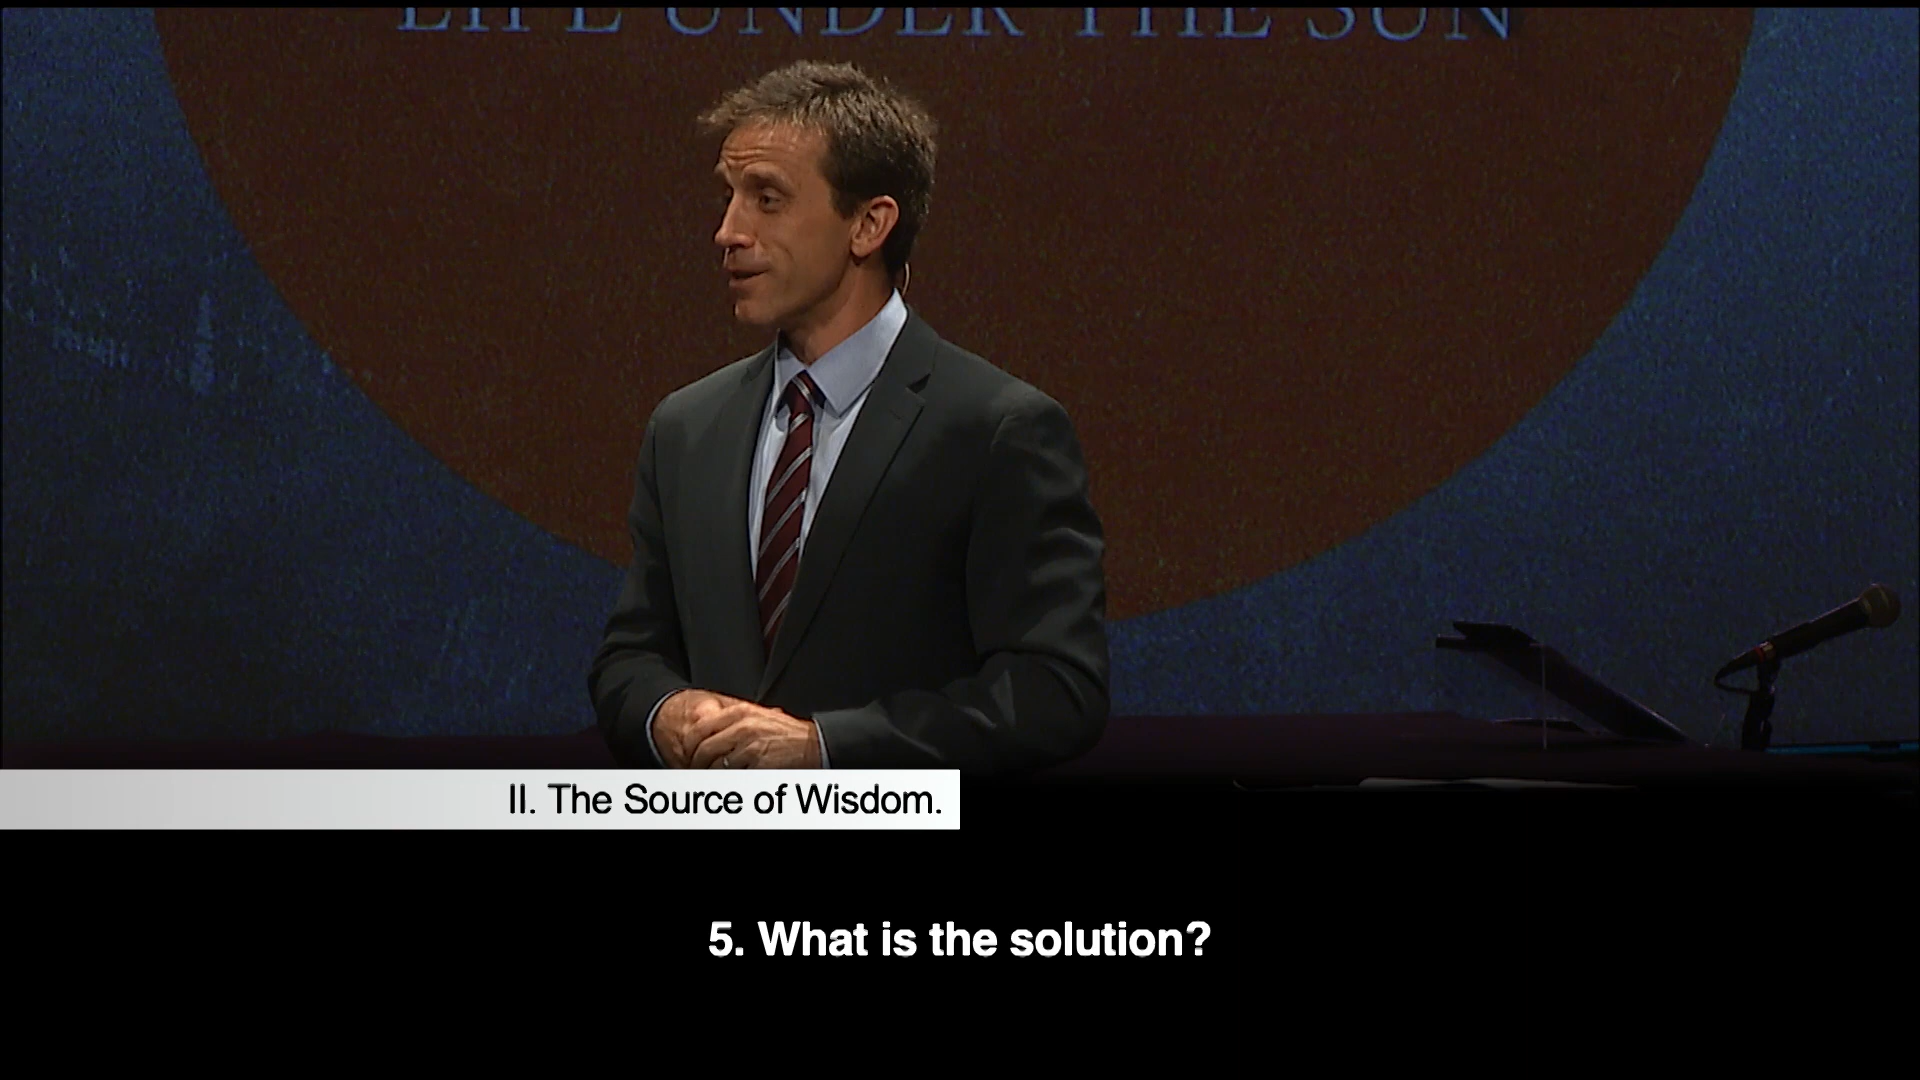 LIFE UNDER THE SUN
II. The Source of Wisdom.
5. What is the solution?